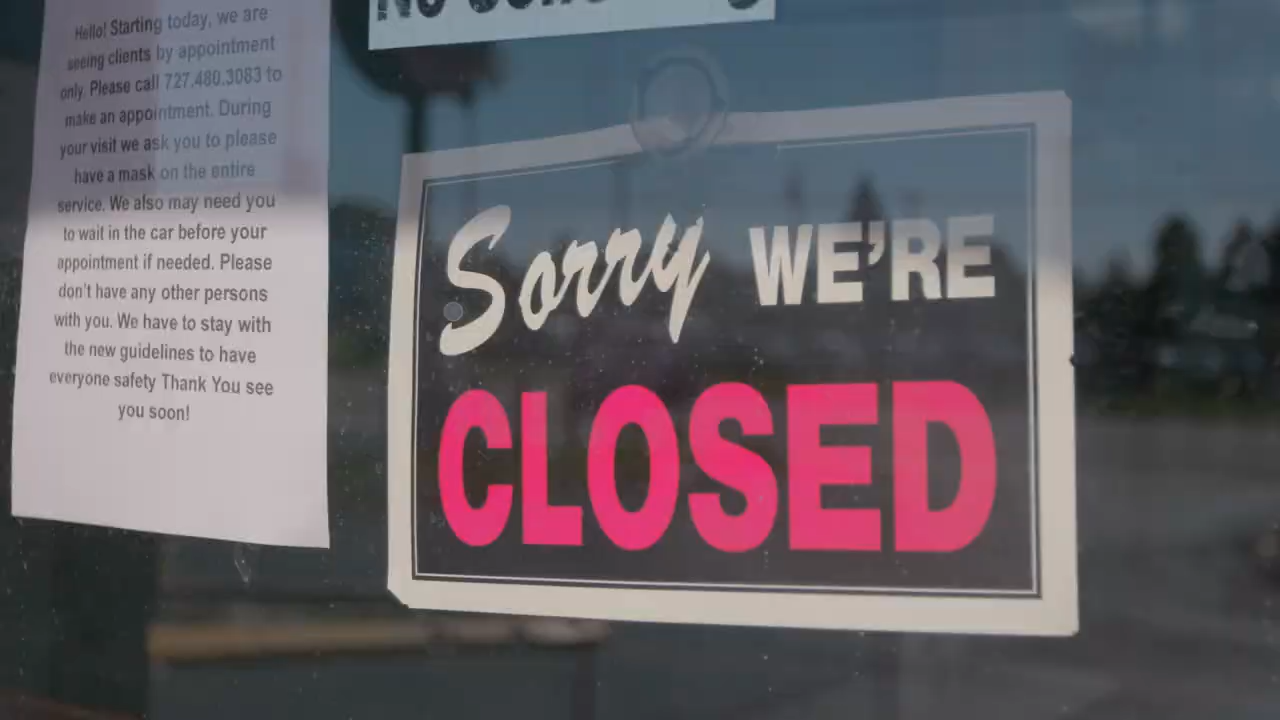 Hello! Starting today, we are
seeing clients by appointment
only. Please call 727.480.3083 to
make an appointment. During
your visit we ask you to please
have a mask on the entire
service. We also may need you
to wait in the car before your
appointment if needed. Please
don't have any other persons
with you. We have to stay with
the new guidelines to have
everyone safety Thank You see
you soon!
No
Sorry WE'RE
CLOSED